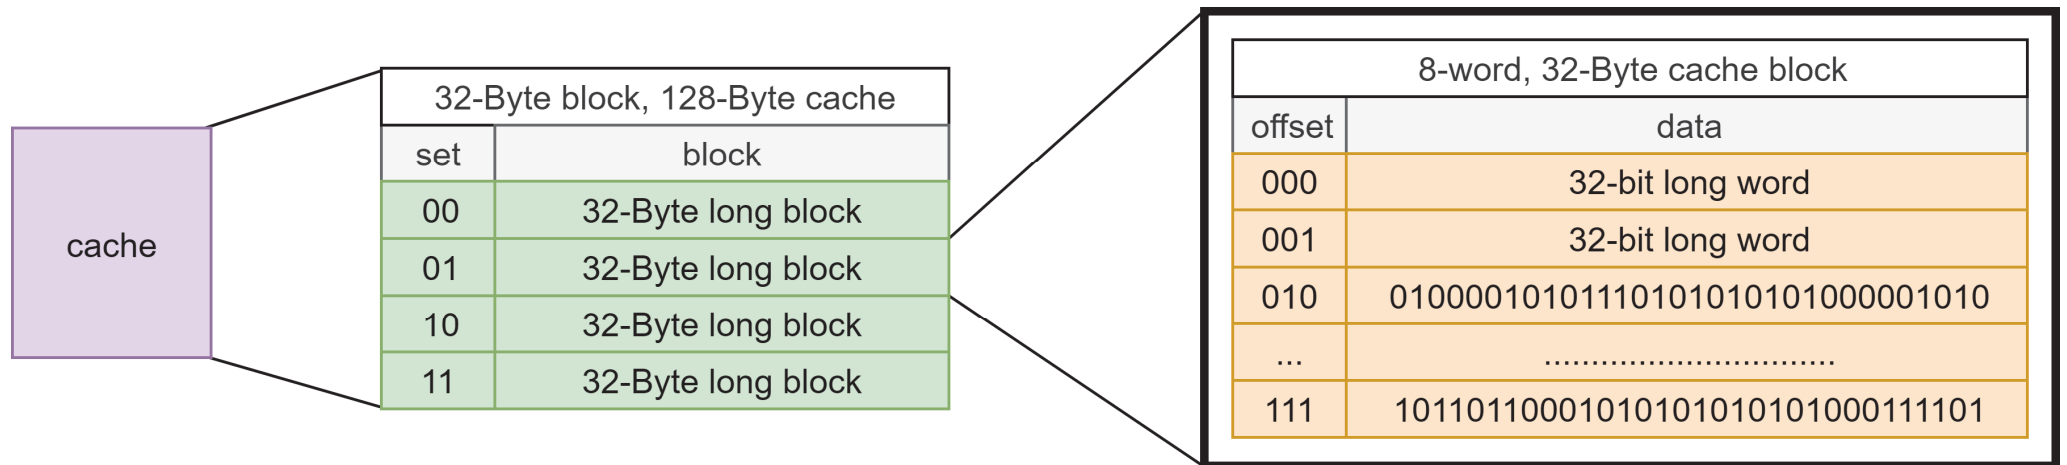 cache
32-Byte block, 128-Byte cache
set block
00 32-Byte long block
01 32-Byte long block
10 32-Byte long block
11 32-Byte long block
8-word, 32-Byte cache block
offset data
000 32-bit long word
001 32-bit long word
010 01000010101110101010101000001010
... ...............................
111 10110110001010101010101000111101